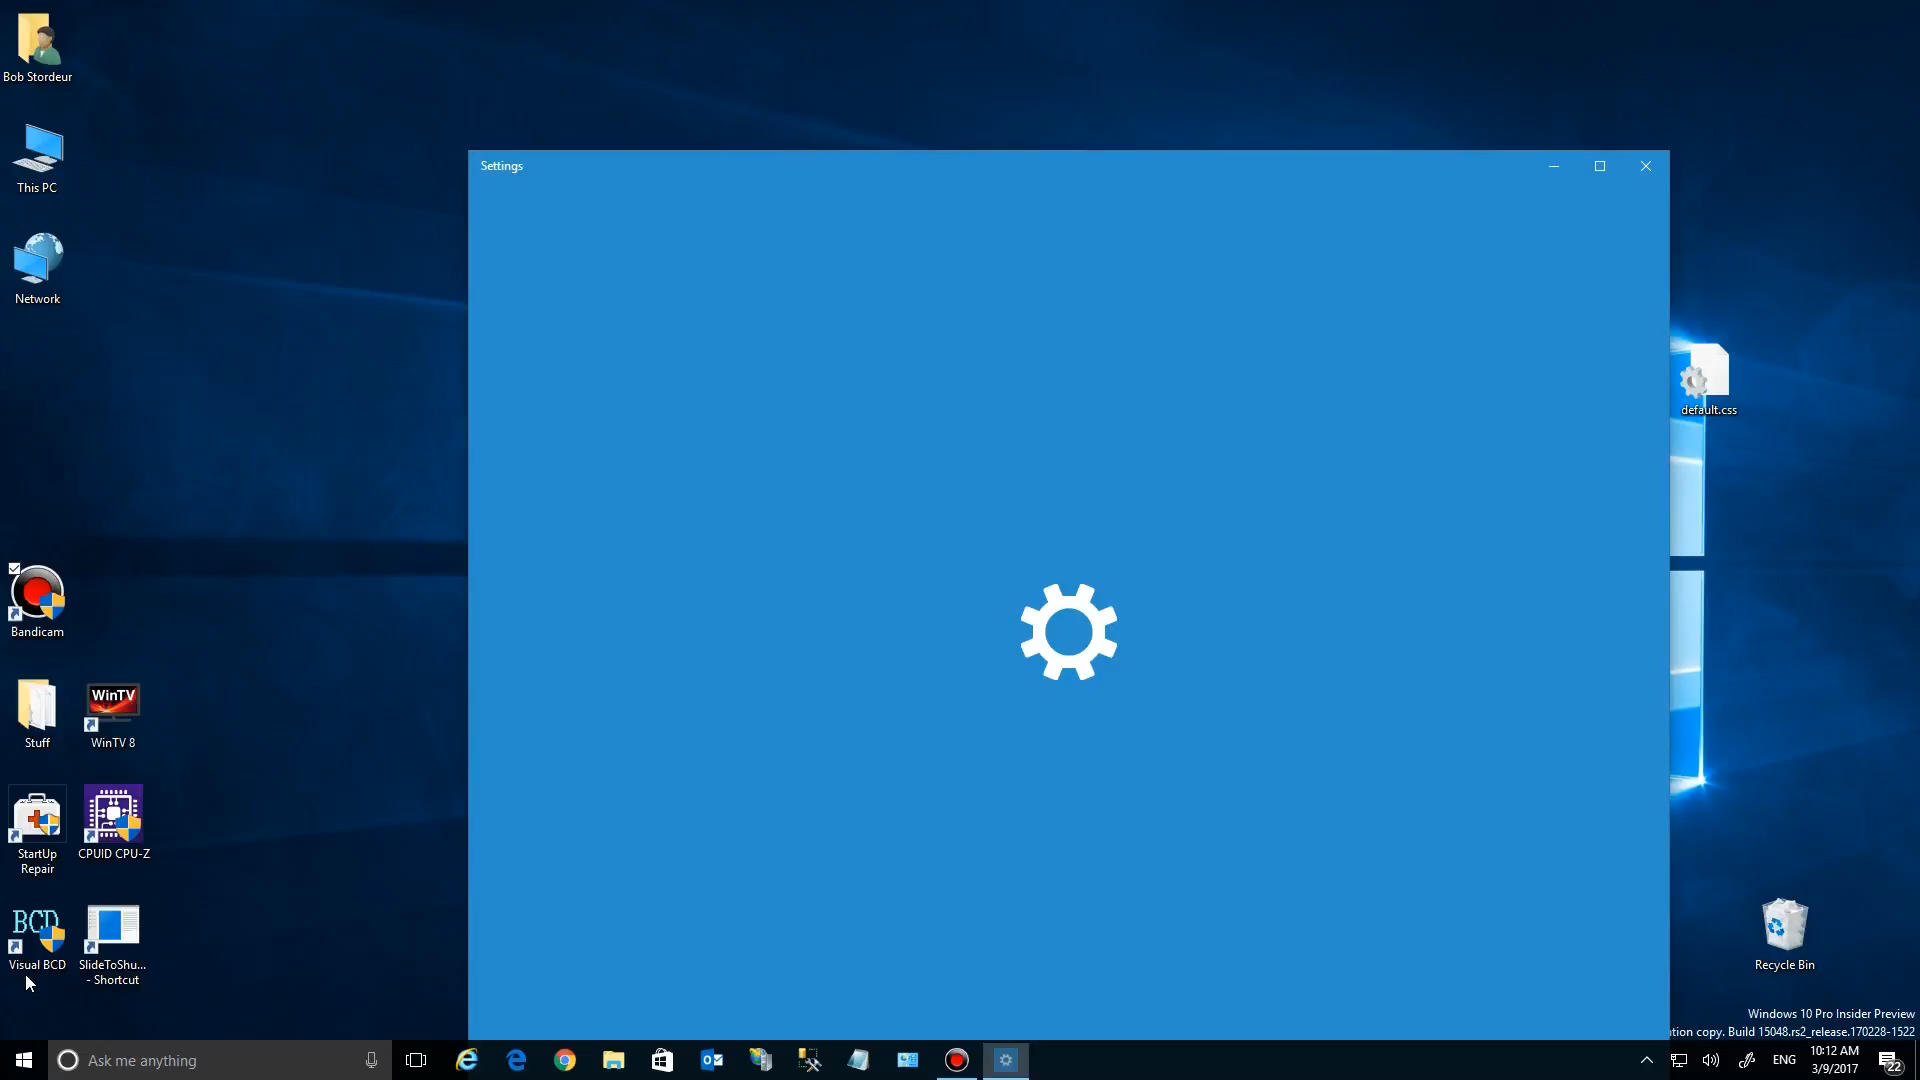 Bob Stordeur
This PC
Network
Settings
default.css
Bandicam
Stuff
WinTV
WinTV 8
StartUp
Repair
CPUID CPU-Z
BCD
Visual BCD
SlideToShu...
- Shortcut
Recycle Bin
Windows 10 Pro Insider Preview
tion copy. Build 15048.rs2_release.170228-1522
Ask me anything
ENG
10:12 AM
3/9/2017
22